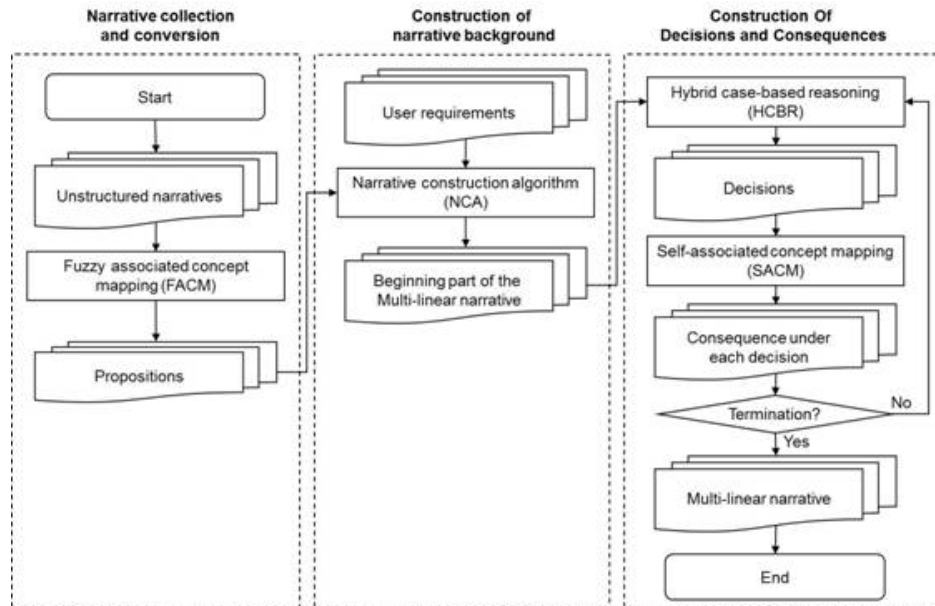 Narrative collection
and conversion
Start
Unstructured narratives
Fuzzy associated concept
mapping (FACM)
Propositions
Construction of
narrative background
User requirements
Narrative construction algorithm
(NCA)
Beginning part of the
Multi-linear narrative
Construction Of
Decisions and Consequences
Hybrid case-based reasoning
(HCBR)
Decisions
Self-associated concept mapping
(SACM)
Consequence under
each decision
Termination?
No
Yes
Multi-linear narrative
End